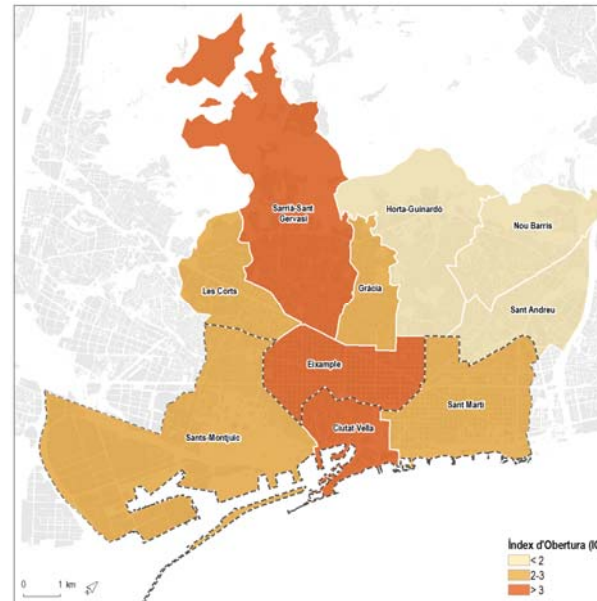 Sarrià-Sant
Gervasi
Horta-Guinardó
Nou Barris
Les Corts
Gràcia
Sant Andreu
Eixample
Sant Martí
Ciutat Vella
Sants-Montjuïc
Índex d'Obertura (IO
< 2
2-3
> 3
0 1 km